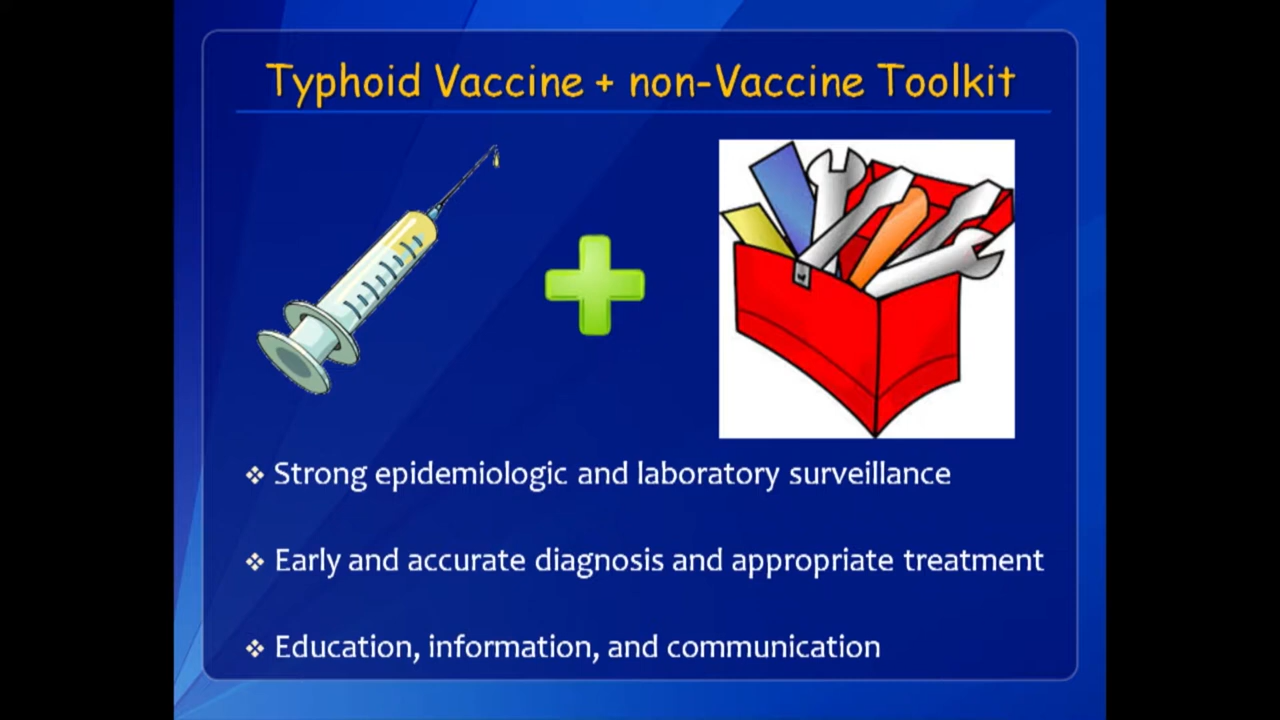 Typhoid Vaccine + non-Vaccine Toolkit
❖ Strong epidemiologic and laboratory surveillance
❖ Early and accurate diagnosis and appropriate treatment
❖ Education, information, and communication